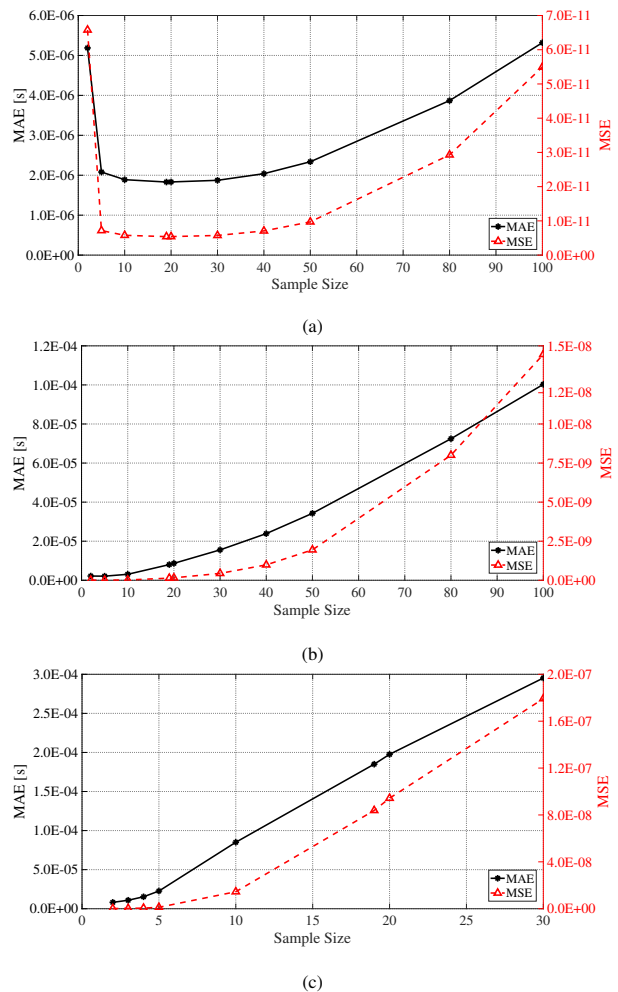 6.0E-06
5.0E-06
4.0E-06
3.0E-06
2.0E-06
1.0E-06
0.0E+00
MAE [s]
7.0E-11
6.0E-11
5.0E-11
4.0E-11
3.0E-11
2.0E-11
1.0E-11
0.0E+00
MSE
MAE
MSE
0 10 20 30 40 50 60 70 80 90 100
Sample Size
(a)
1.2E-04
1.0E-04
8.0E-05
6.0E-05
4.0E-05
2.0E-05
0.0E+00
MAE [s]
1.5E-08
1.2E-08
1.0E-08
7.5E-09
5.0E-09
2.5E-09
0.0E+00
MSE
MAE
MSE
0 10 20 30 40 50 60 70 80 90 100
Sample Size
(b)
3.0E-04
2.5E-04
2.0E-04
1.5E-04
1.0E-04
5.0E-05
0.0E+00
MAE [s]
2.0E-07
1.6E-07
1.2E-07
8.0E-08
4.0E-08
0.0E+00
MSE
MAE
MSE
0 5 10 15 20 25 30
Sample Size
(c)